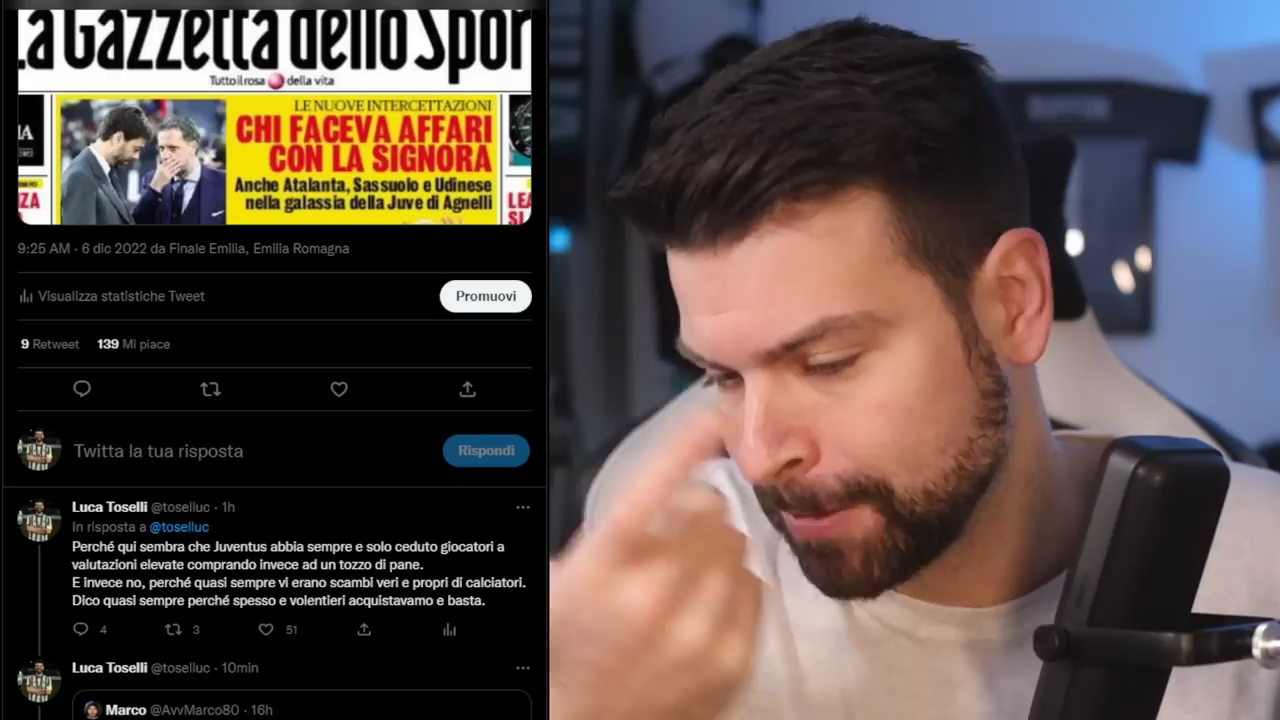 La Gazzetta dello Spor
Tutto il rosa della vita
LE NUOVE INTERCETTAZIONI
CHI FACEVA AFFARI
CON LA SIGNORA
Anche Atalanta, Sassuolo e Udinese
nella galassia della Juve di Agnelli
9:25 AM · 6 dic 2022 da Finale Emilia, Emilia Romagna
Visualizza statistiche Tweet
Promuovi
9 Retweet 139 Mi piace
Twitta la tua risposta
Rispondi
Luca Toselli @toselluc · 1h
In risposta a @toselluc
Perché qui sembra che Juventus abbia sempre e solo ceduto giocatori a
valutazioni elevate comprando invece ad un tozzo di pane.
E invece no, perché quasi sempre vi erano scambi veri e propri di calciatori.
Dico quasi sempre perché spesso e volentieri acquistavamo e basta.
4 3 51
Luca Toselli @toselluc · 10min
Marco @AvvMarco80 · 16h